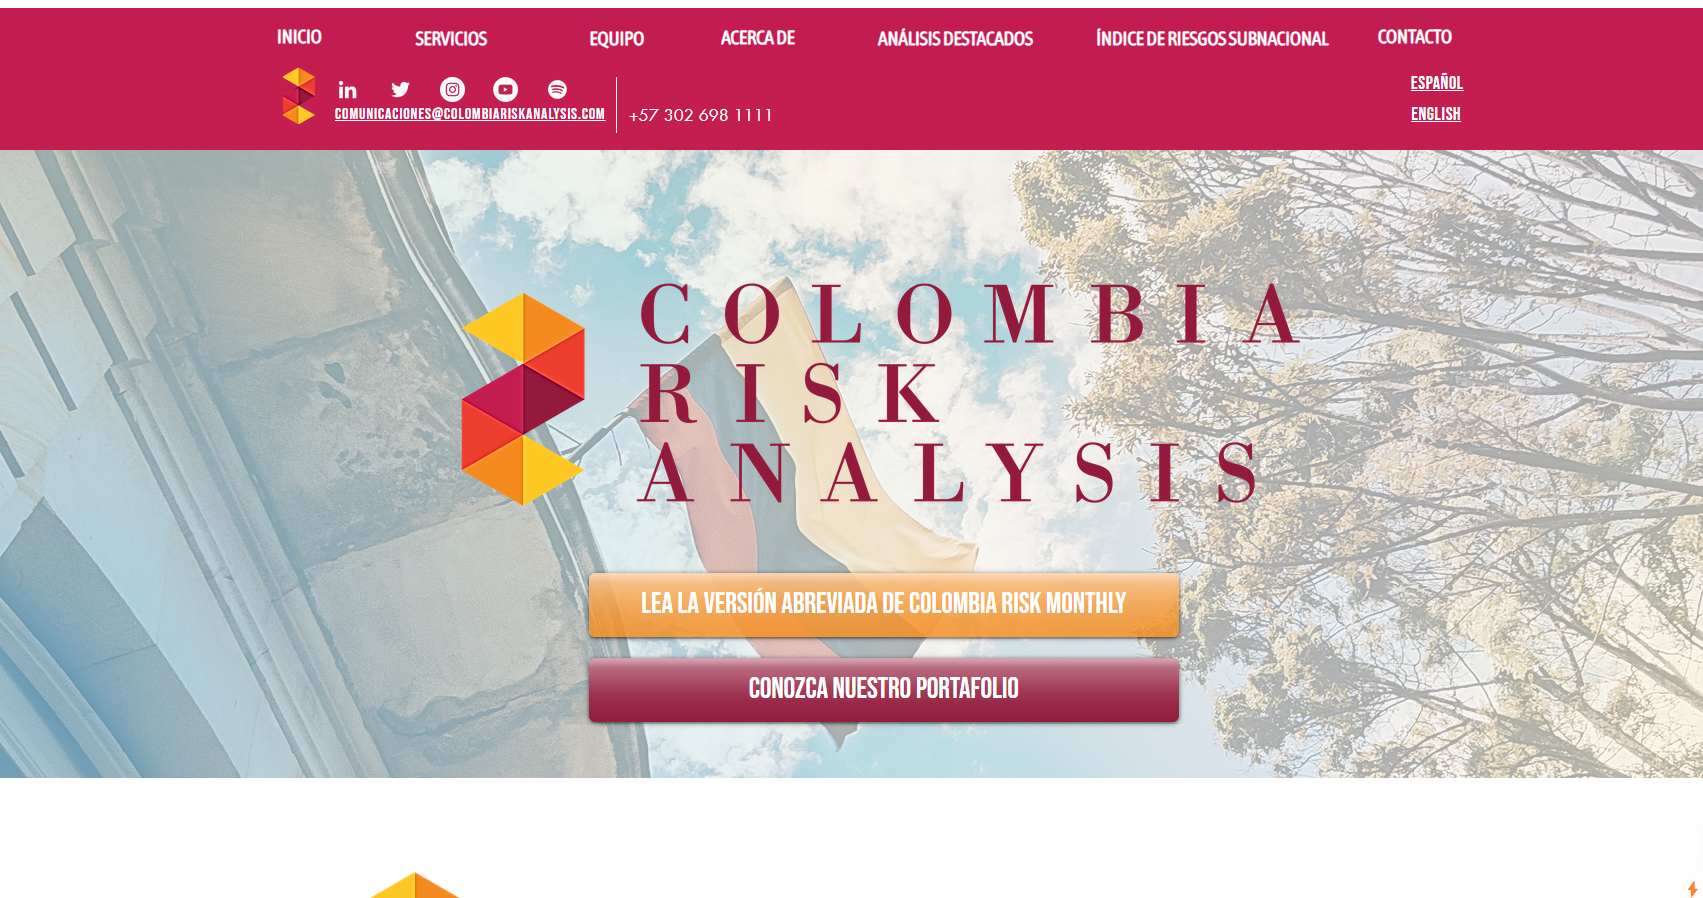 INICIO
SERVICIOS
EQUIPO
ACERCA DE
ANÁLISIS DESTACADOS
ÍNDICE DE RIESGOS SUBNACIONAL
CONTACTO
COMUNICACIONES@COLOMBIARISKANALYSIS.COM
+57 302 698 1111
ESPAÑOL
ENGLISH
COLOMBIA
RISK
ANALYSIS
LEA LA VERSIÓN ABREVIADA DE COLOMBIA RISK MONTHLY
CONOZCA NUESTRO PORTAFOLIO